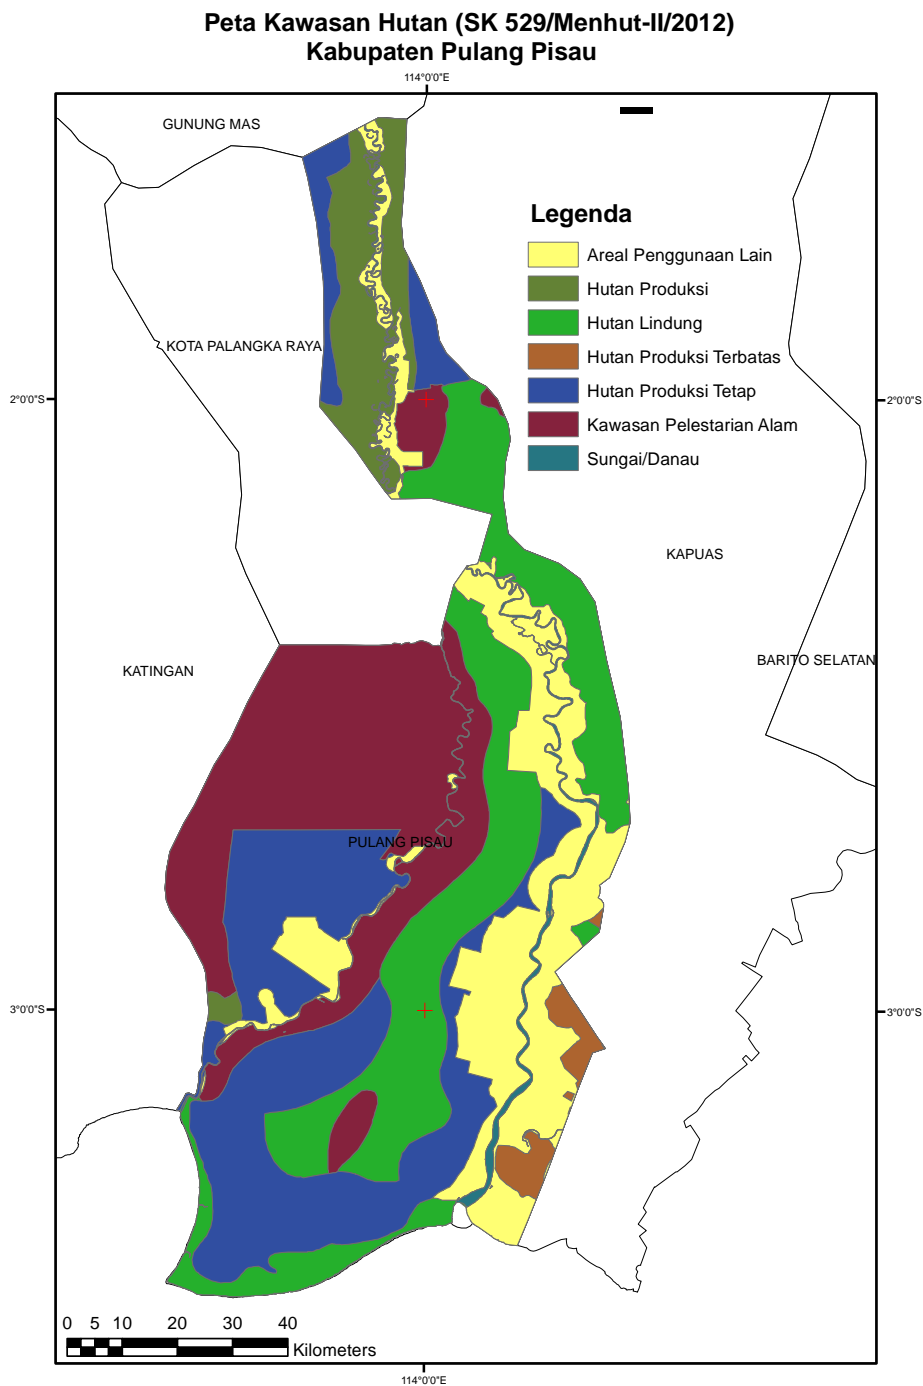 Peta Kawasan Hutan (SK 529/Menhut-II/2012)
Kabupaten Pulang Pisau
114°0'0"E
GUNUNG MAS
Legenda
Areal Penggunaan Lain
Hutan Produksi
Hutan Lindung
KOTA PALANGKA RAYA
Hutan Produksi Terbatas
Hutan Produksi Tetap
2°0'0"S
2°0'0"S
Kawasan Pelestarian Alam
Sungai/Danau
KAPUAS
BARITO SELATAN
KATINGAN
PULANG PISAU
3°0'0"S
3°0'0"S
0 5 10 20 30 40
Kilometers
114°0'0"E